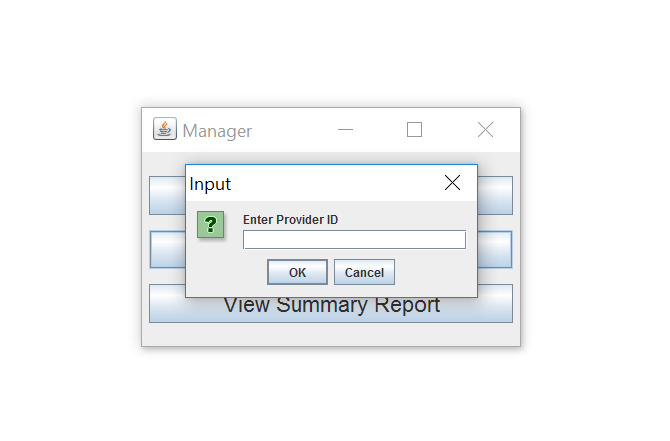 Manager
Input
?
Enter Provider ID
OK Cancel
View Summary Report